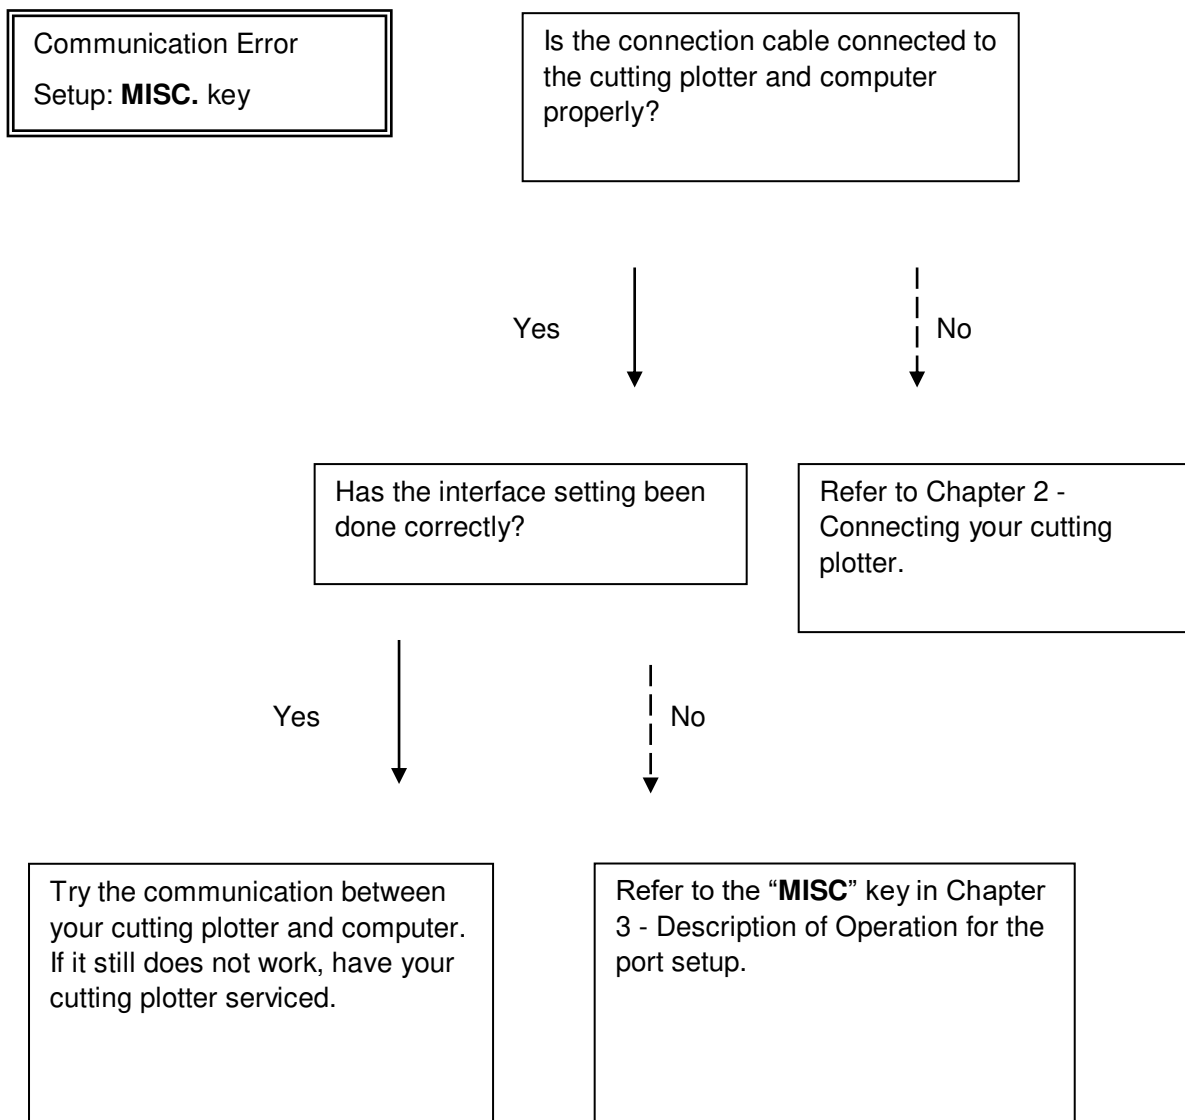 Communication Error
Setup: MISC. key
Is the connection cable connected to
the cutting plotter and computer
properly?
Yes
No
Has the interface setting been
done correctly?
Refer to Chapter 2 -
Connecting your cutting
plotter.
Yes
No
Try the communication between
your cutting plotter and computer.
If it still does not work, have your
cutting plotter serviced.
Refer to the “MISC” key in Chapter
3 - Description of Operation for the
port setup.